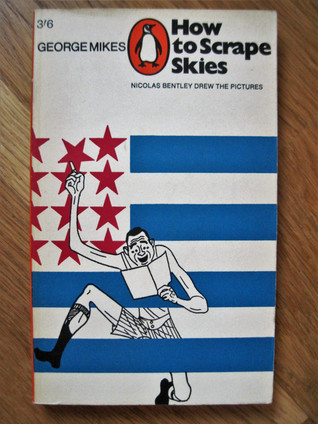 3'6
GEORGE MIKES
How
to Scrape
Skies
NICOLAS BENTLEY DREW THE PICTURES